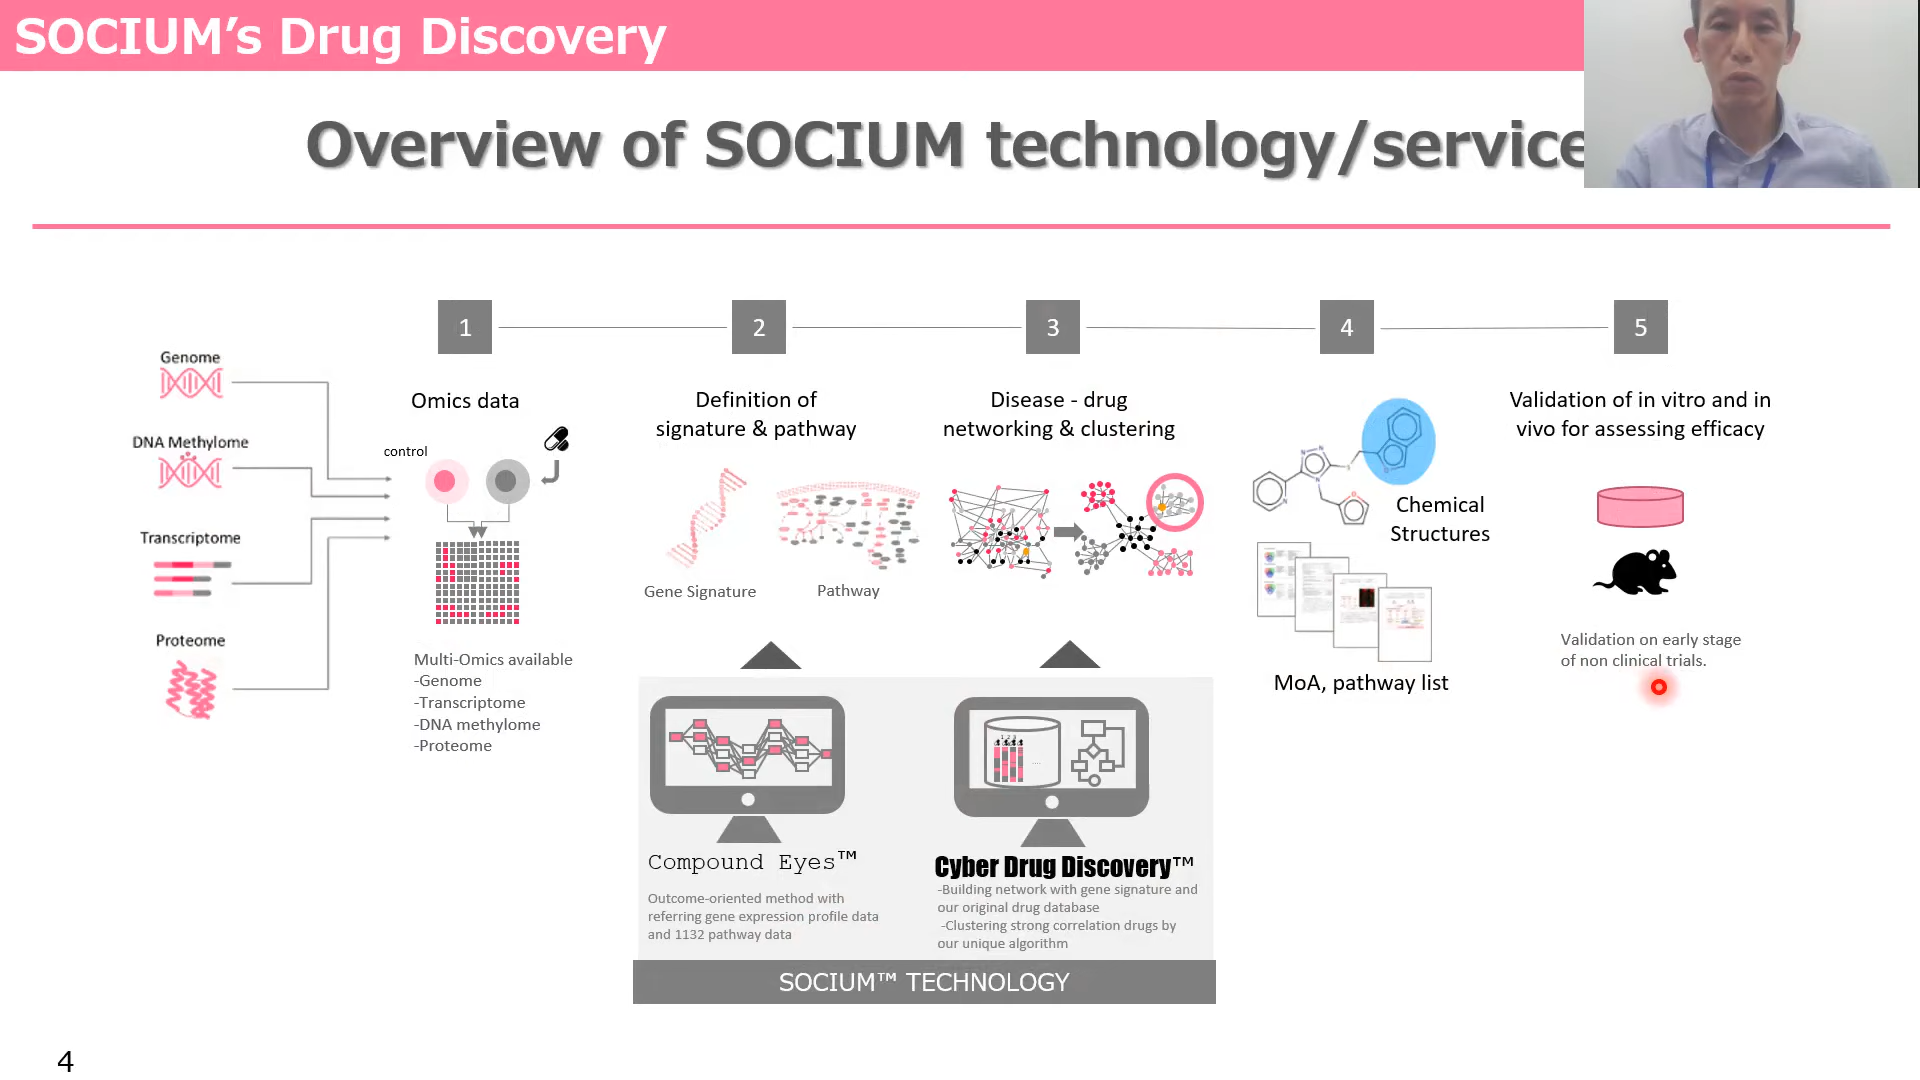 SOCIUM’s Drug Discovery
Overview of SOCIUM technology/service
1
2
3
4
5
Genome
DNA Methylome
Transcriptome
Proteome
Omics data
control
Multi-Omics available
-Genome
-Transcriptome
-DNA methylome
-Proteome
Definition of
signature & pathway
Gene Signature
Pathway
Disease - drug
networking & clustering
Chemical
Structures
MoA, pathway list
Validation of in vitro and in
vivo for assessing efficacy
Validation on early stage
of non clinical trials.
Compound Eyes™
Outcome-oriented method with
referring gene expression profile data
and 1132 pathway data
1 2 3
....
Cyber Drug Discovery™
-Building network with gene signature and
our original drug database
-Clustering strong correlation drugs by
our unique algorithm
SOCIUM™ TECHNOLOGY
4